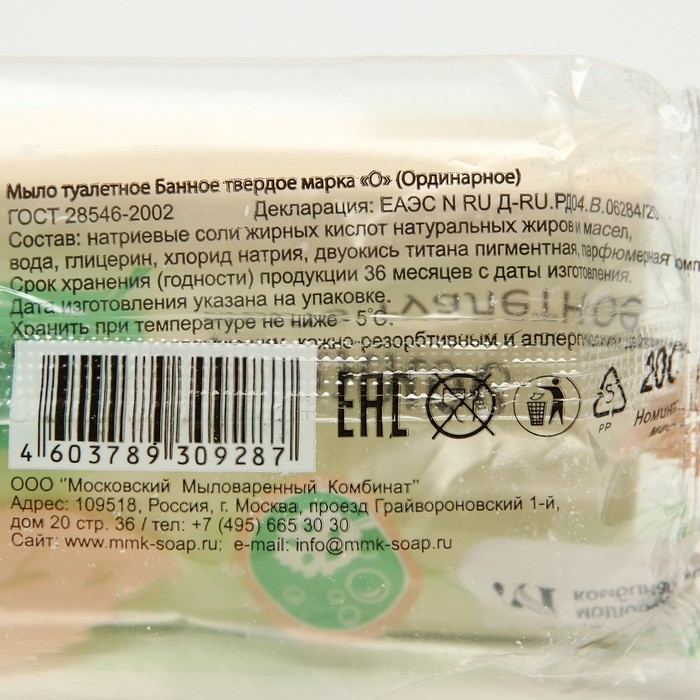 Мыло туалетное Банное твердое марка «О» (Ординарное)
ГОСТ 28546-2002 Декларация: ЕАЭС N RU Д-RU.РД04.В.06284/20
Состав: натриевые соли жирных кислот натуральных жиров и масел,
вода, глицерин, хлорид натрия, двуокись титана пигментная, парфюмерная
Срок хранения (годности) продукции 36 месяцев с даты изготовления.
Дата изготовления указана на упаковке.
Хранить при температуре не ниже - 5°С.
кожно-резорбтивным и
туалетное
EAC
5
PP
200
4 603789 309287
ООО "Московский Мыловаренный Комбинат"
Адрес: 109518, Россия, г. Москва, проезд Грайвороновский 1-й,
дом 20 стр. 36 / тел: +7 (495) 665 30 30
Сайт: www.mmk-soap.ru; e-mail: info@mmk-soap.ru